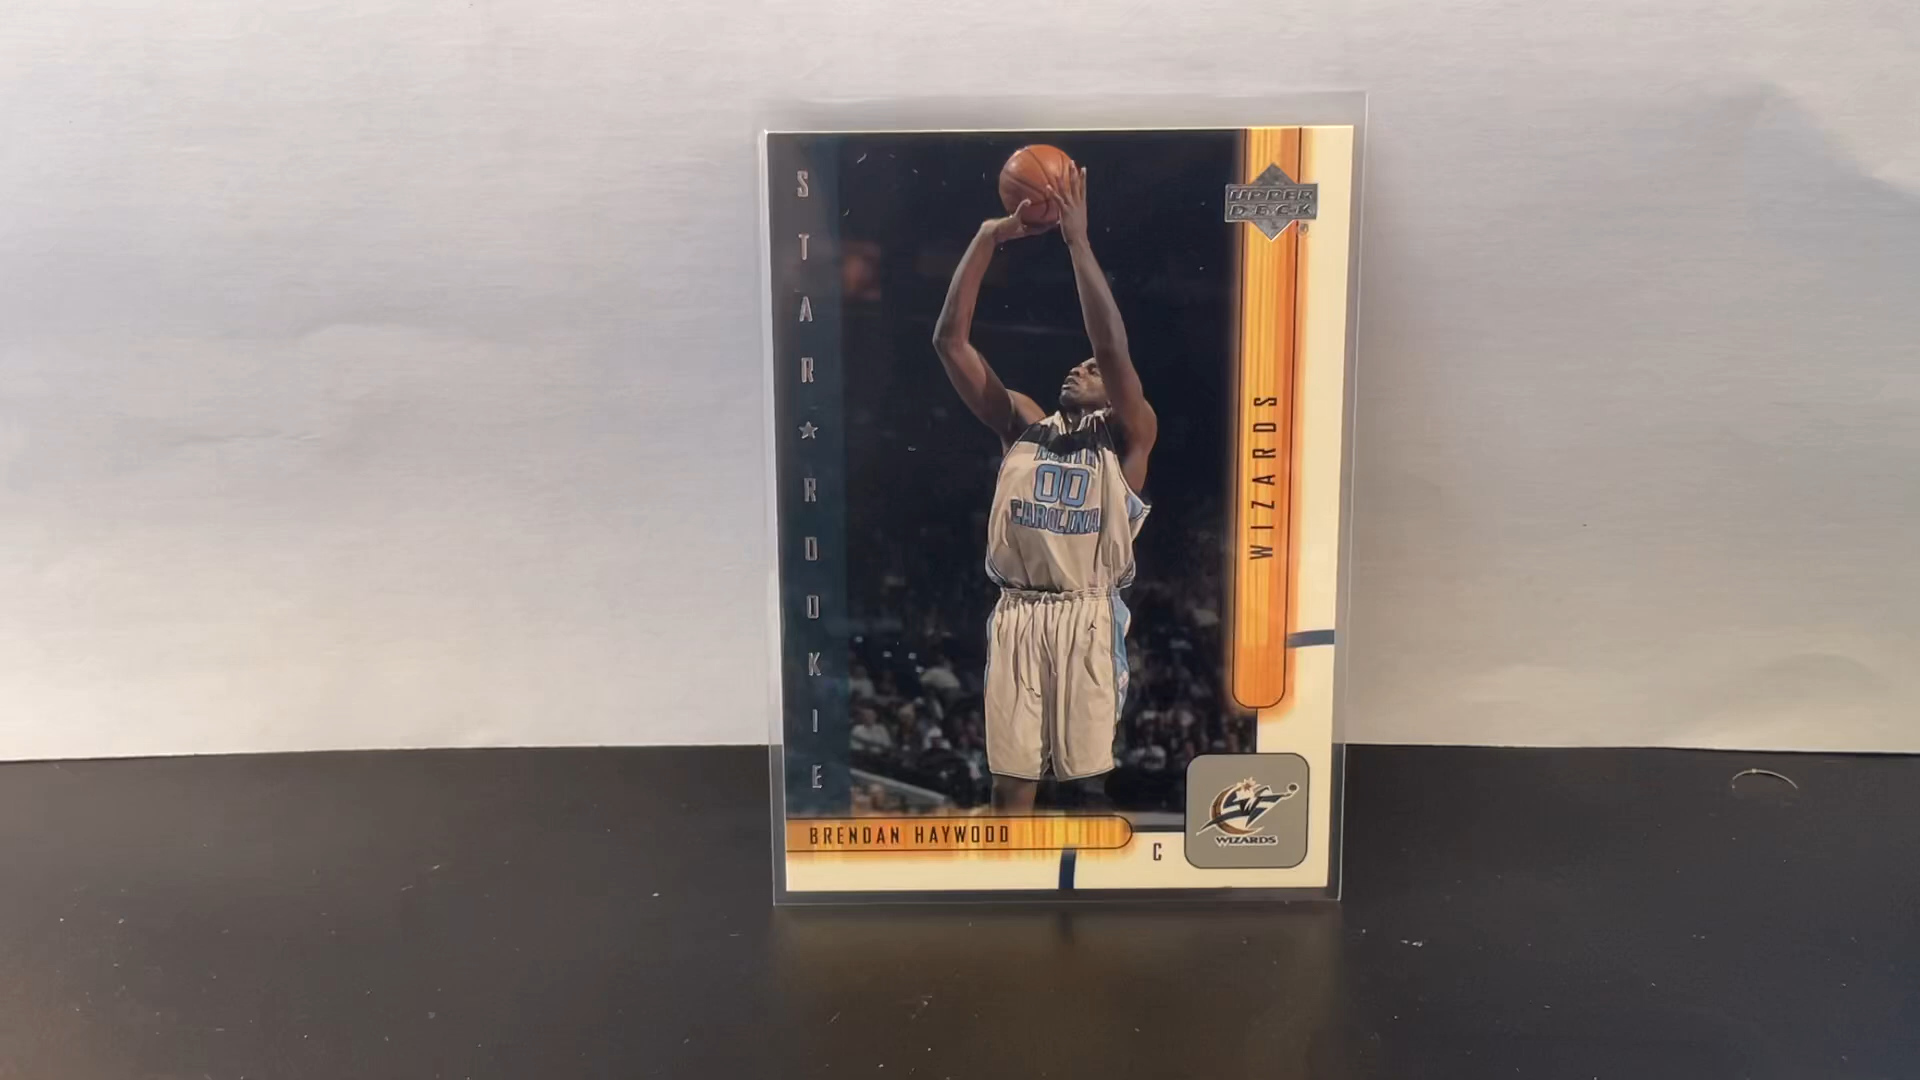 STAR★ROOKIE
UPPER
DECK
®
NORTH
00
CAROLINA
WIZARDS
BRENDAN HAYWOOD
C
WIZARDS